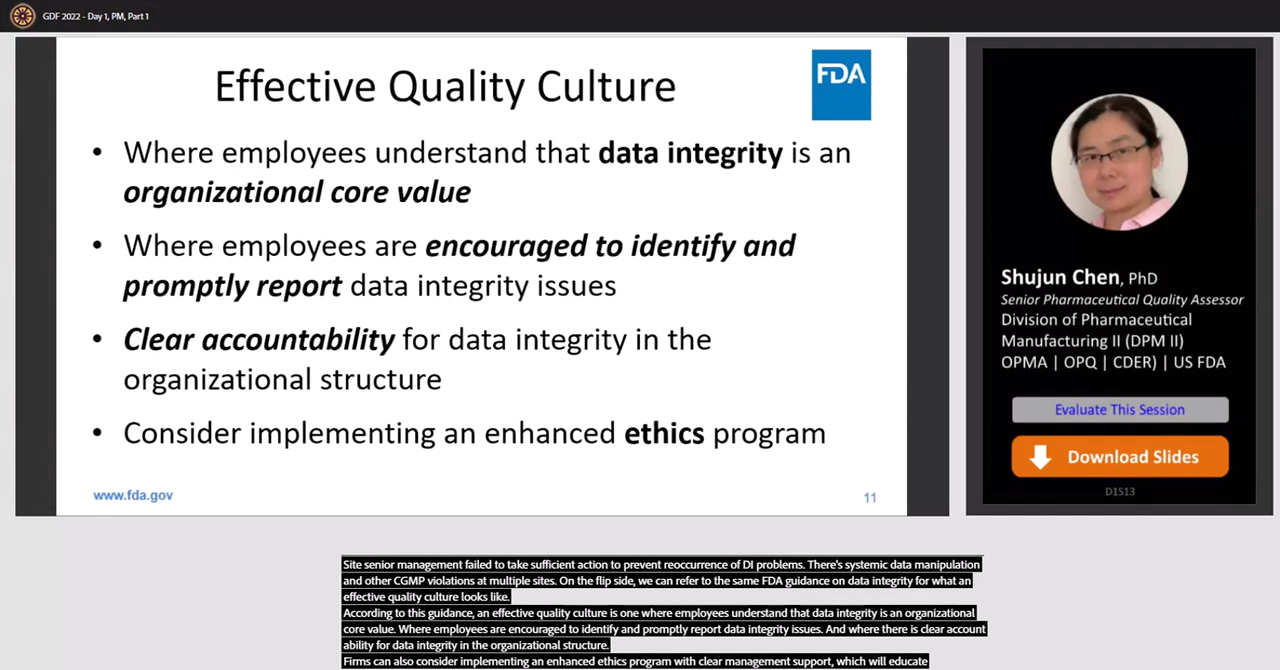 GDF 2022 - Day 1, PM, Part 1
Effective Quality Culture
FDA
• Where employees understand that data integrity is an
organizational core value
• Where employees are encouraged to identify and
promptly report data integrity issues
• Clear accountability for data integrity in the
organizational structure
• Consider implementing an enhanced ethics program
www.fda.gov
11
Shujun Chen, PhD
Senior Pharmaceutical Quality Assessor
Division of Pharmaceutical
Manufacturing II (DPM II)
OPMA | OPQ | CDER) | US FDA
Evaluate This Session
Download Slides
D1S13
Site senior management failed to take sufficient action to prevent reoccurrence of DI problems. There's systemic data manipulation
and other CGMP violations at multiple sites. On the flip side, we can refer to the same FDA guidance on data integrity for what an
effective quality culture looks like.
According to this guidance, an effective quality culture is one where employees understand that data integrity is an organizational
core value. Where employees are encouraged to identify and promptly report data integrity issues. And where there is clear account
ability for data integrity in the organizational structure.
Firms can also consider implementing an enhanced ethics program with clear management support, which will educate